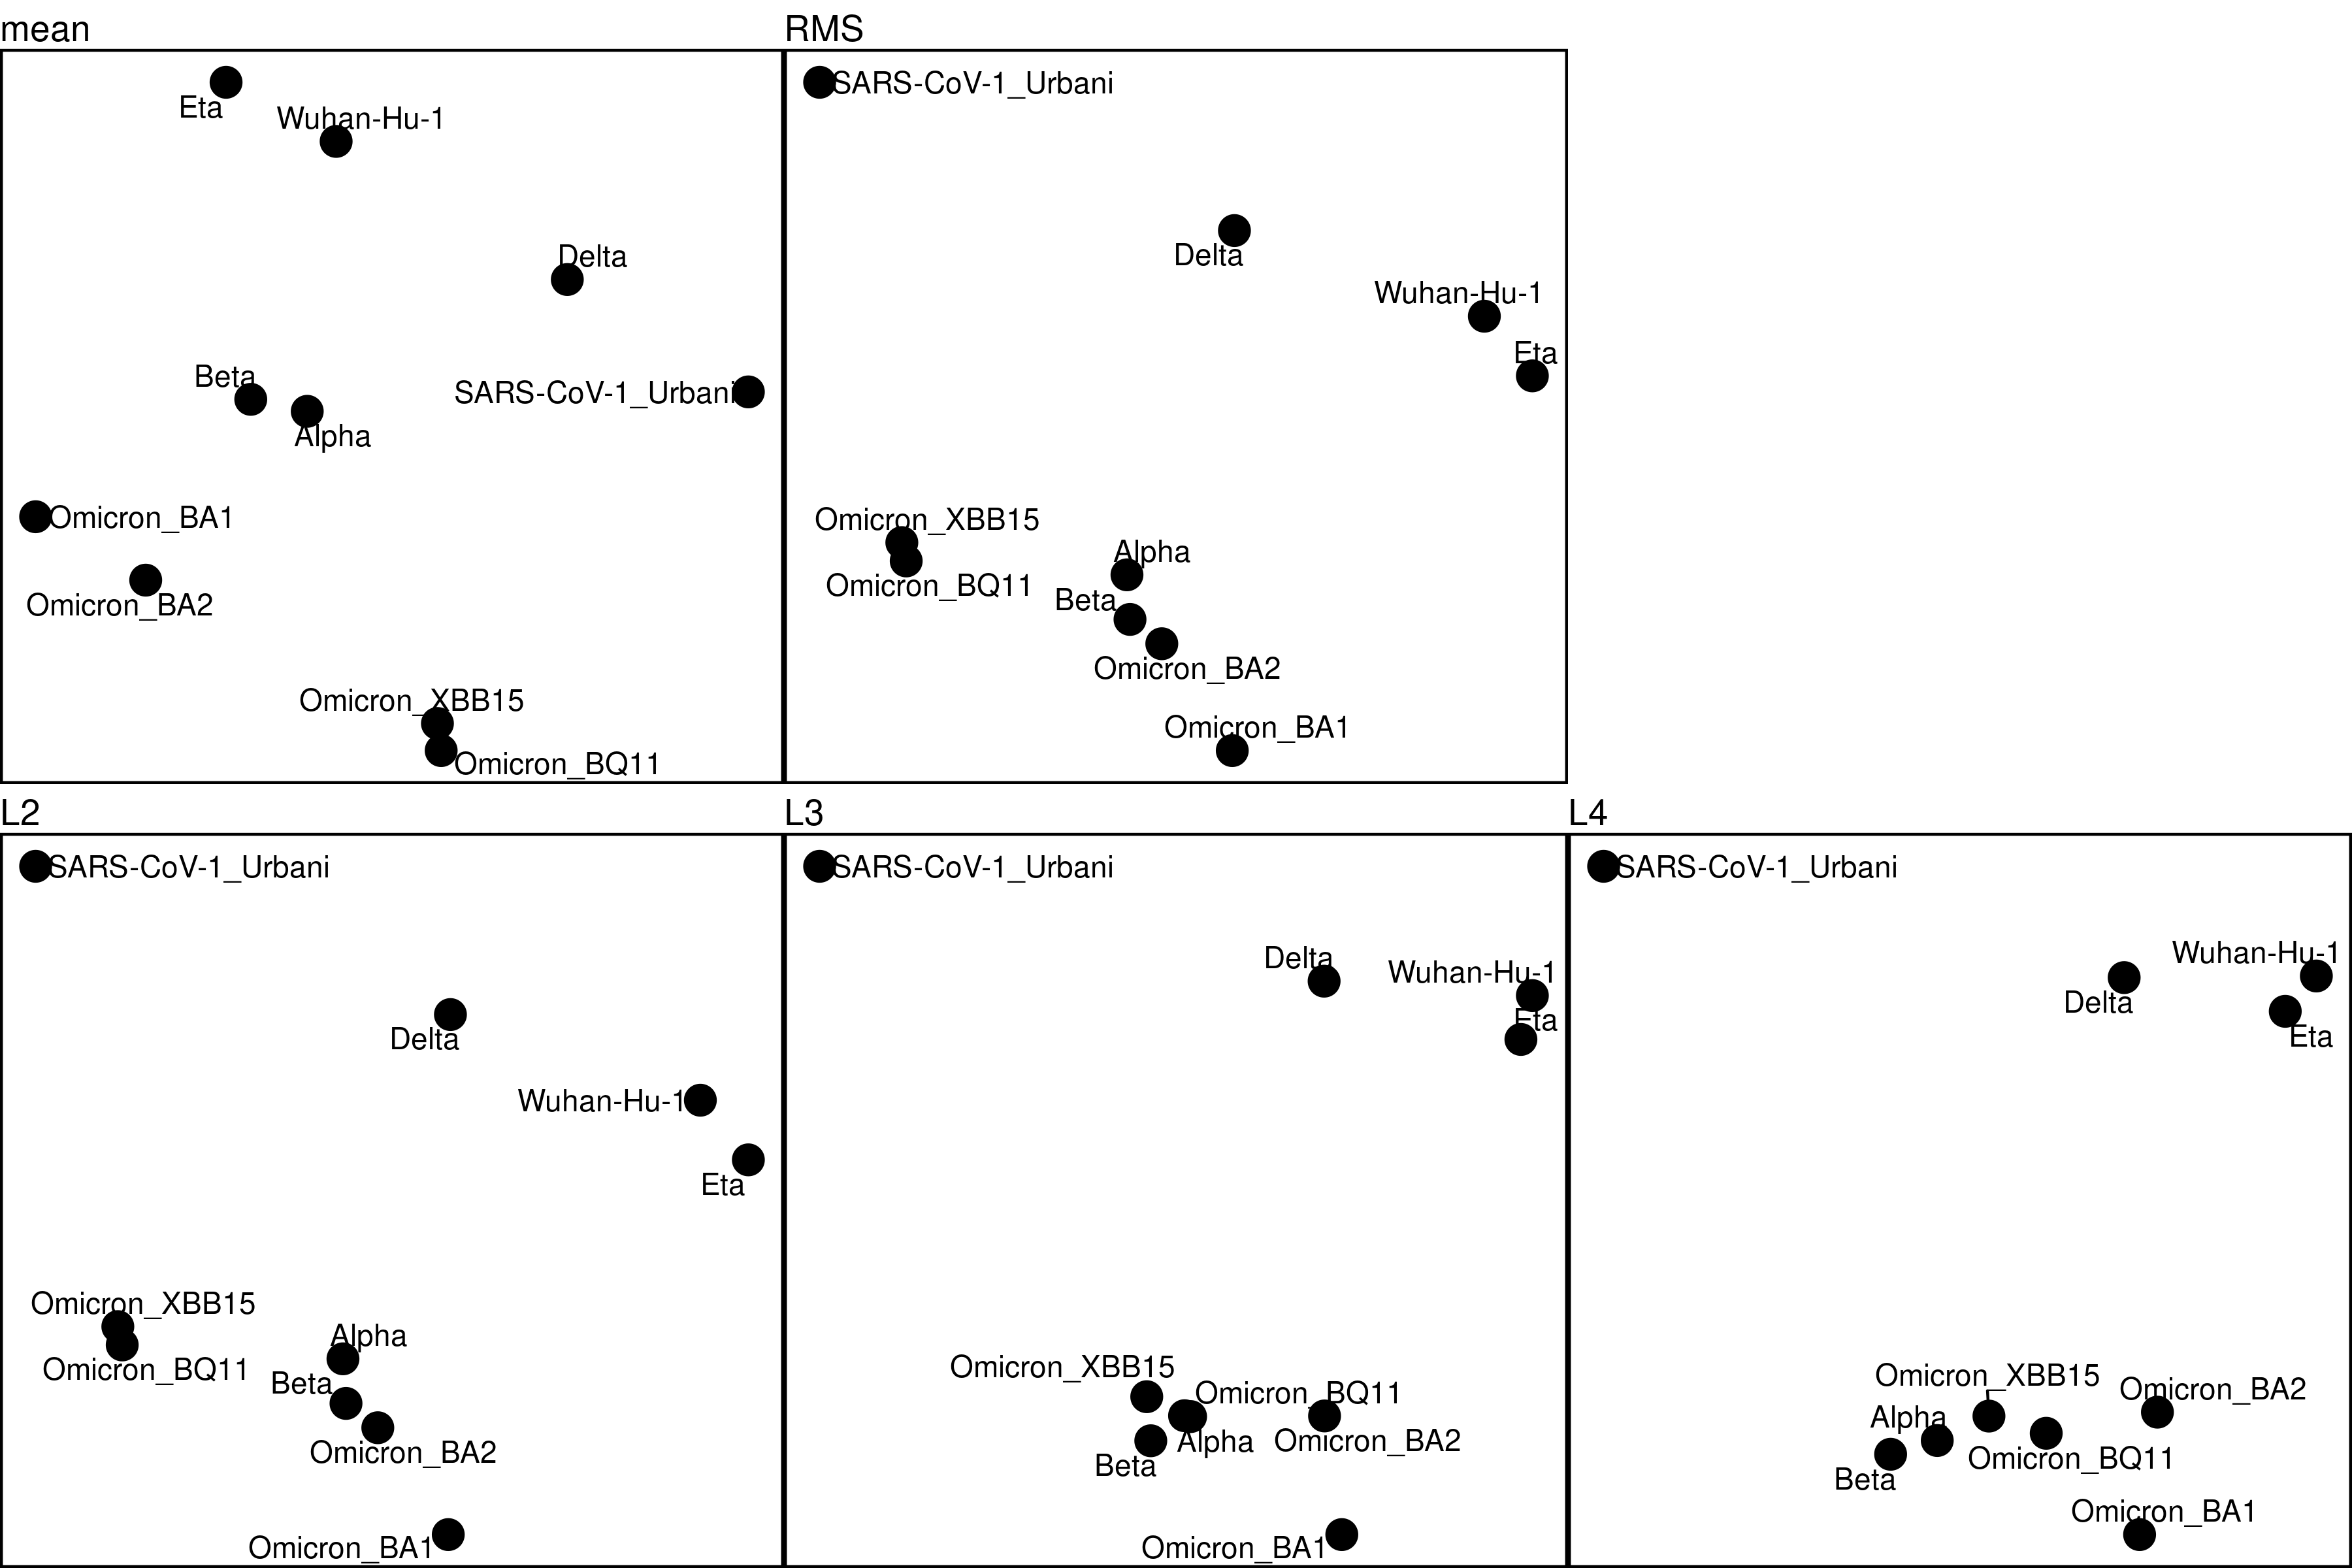 mean
Eta
Wuhan-Hu-1
Delta
Beta
SARS-CoV-1_Urbani
Alpha
Omicron_BA1
Omicron_BA2
Omicron_XBB15
Omicron_BQ11
RMS
SARS-CoV-1_Urbani
Delta
Wuhan-Hu-1
Eta
Omicron_XBB15
Alpha
Omicron_BQ11
Beta
Omicron_BA2
Omicron_BA1
L2
SARS-CoV-1_Urbani
Delta
Wuhan-Hu-1
Eta
Omicron_XBB15
Alpha
Omicron_BQ11
Beta
Omicron_BA2
Omicron_BA1
L3
SARS-CoV-1_Urbani
Delta
Wuhan-Hu-1
Eta
Omicron_XBB15
Omicron_BQ11
Alpha
Omicron_BA2
Beta
Omicron_BA1
L4
SARS-CoV-1_Urbani
Wuhan-Hu-1
Delta
Eta
Omicron_XBB15
Omicron_BA2
Alpha
Omicron_BQ11
Beta
Omicron_BA1